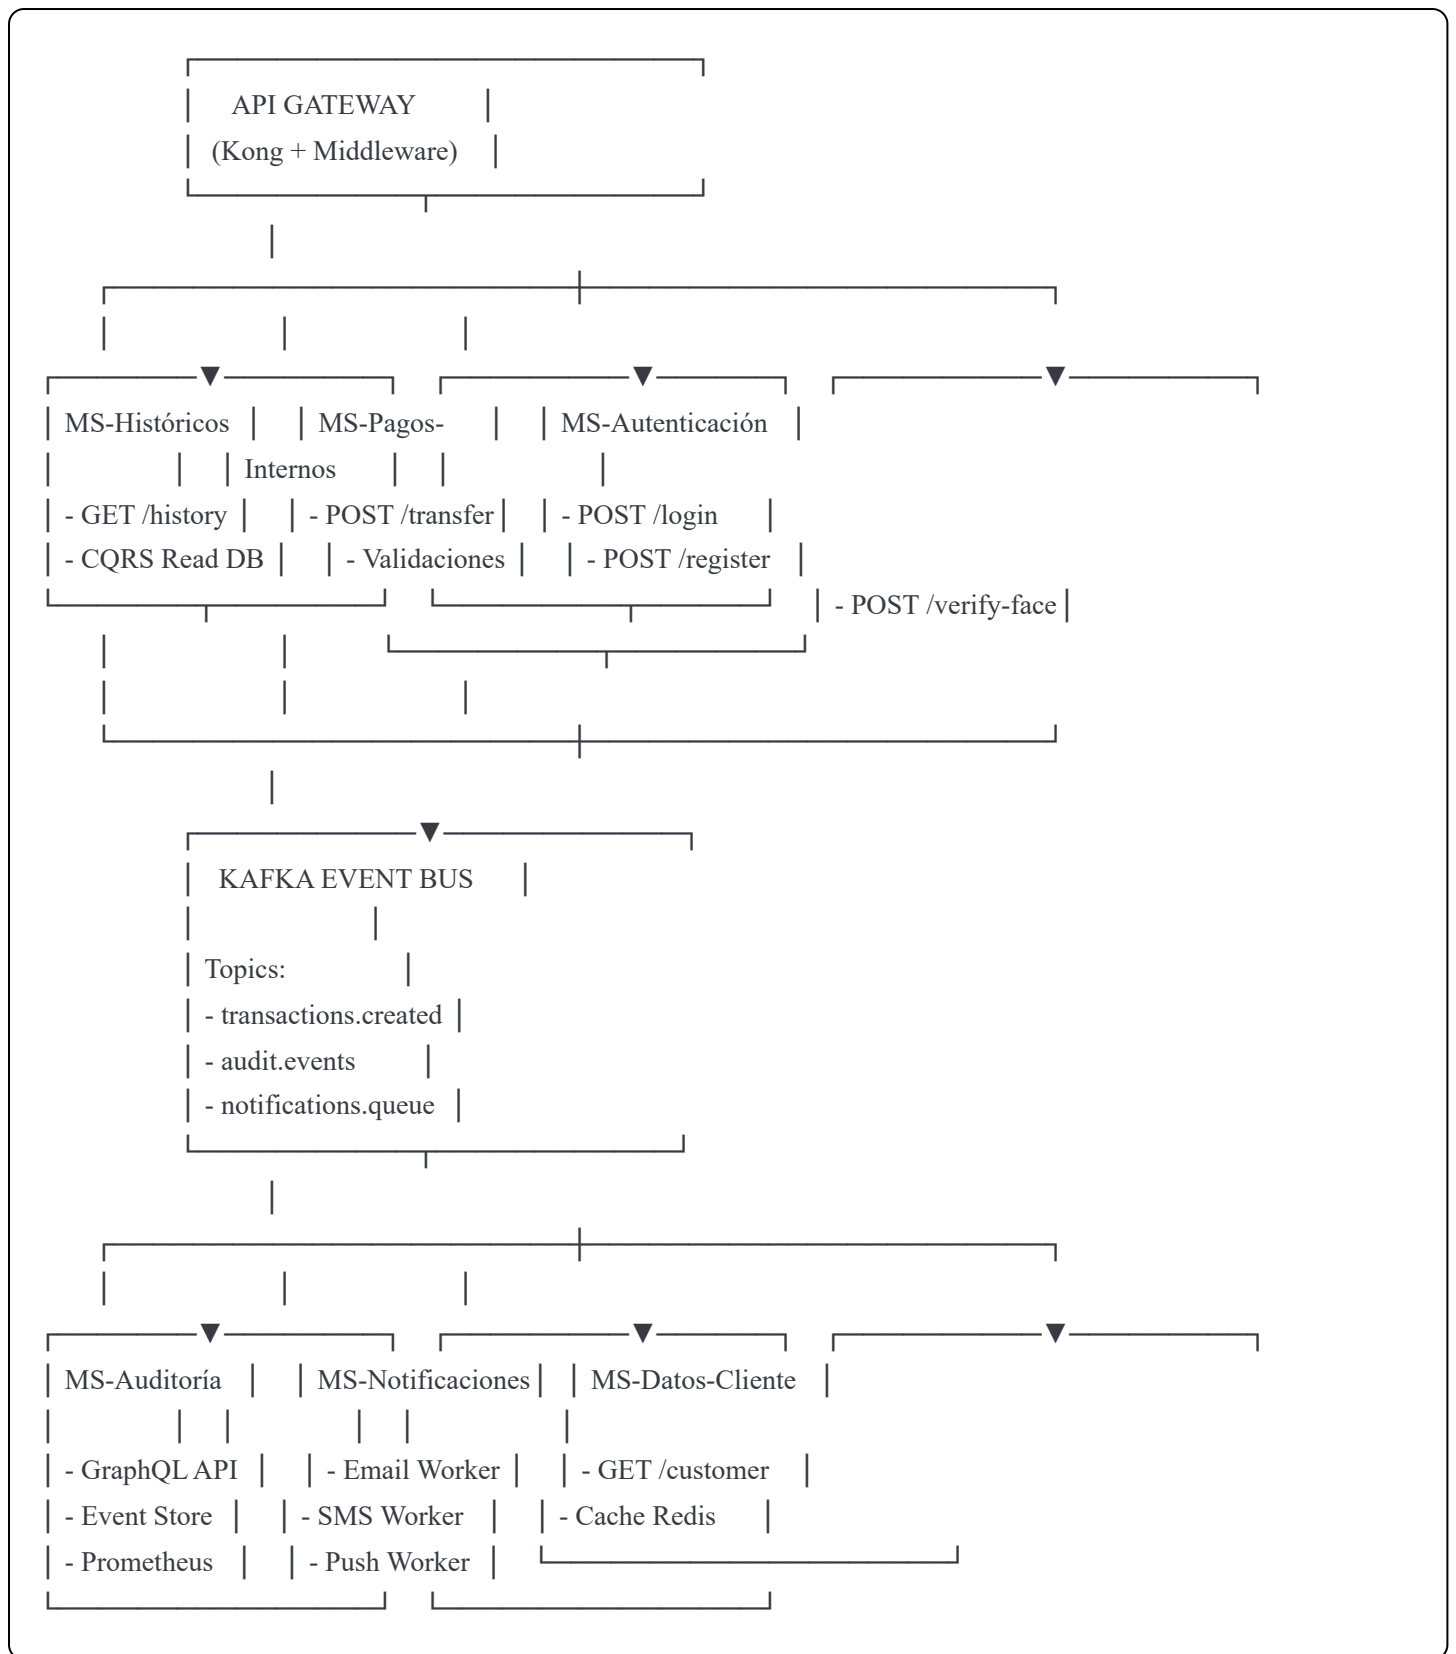 API GATEWAY
(Kong + Middleware)
MS-Históricos MS-Pagos- MS-Autenticación
Internos
- GET /history - POST /transfer - POST /login
- CQRS Read DB - Validaciones - POST /register
- POST /verify-face
KAFKA EVENT BUS
Topics:
- transactions.created
- audit.events
- notifications.queue
MS-Auditoría MS-Notificaciones MS-Datos-Cliente
- GraphQL API - Email Worker - GET /customer
- Event Store - SMS Worker - Cache Redis
- Prometheus - Push Worker